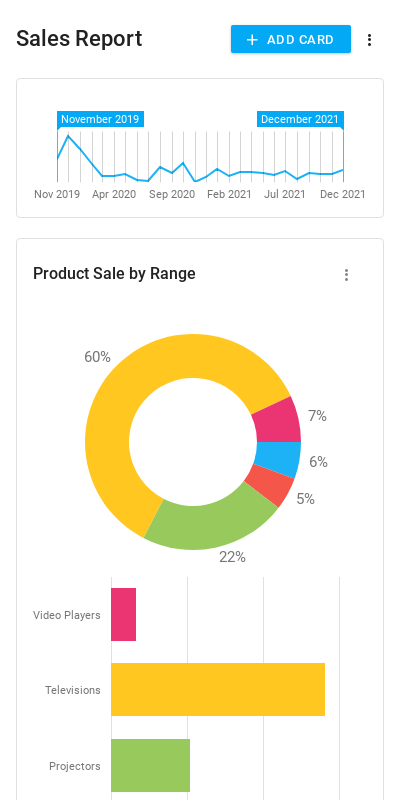 Sales Report
ADD CARD
November 2019
December 2021
Nov 2019 Apr 2020 Sep 2020 Feb 2021 Jul 2021 Dec 2021
Product Sale by Range
60%
7%
6%
5%
22%
Video Players
Televisions
Projectors